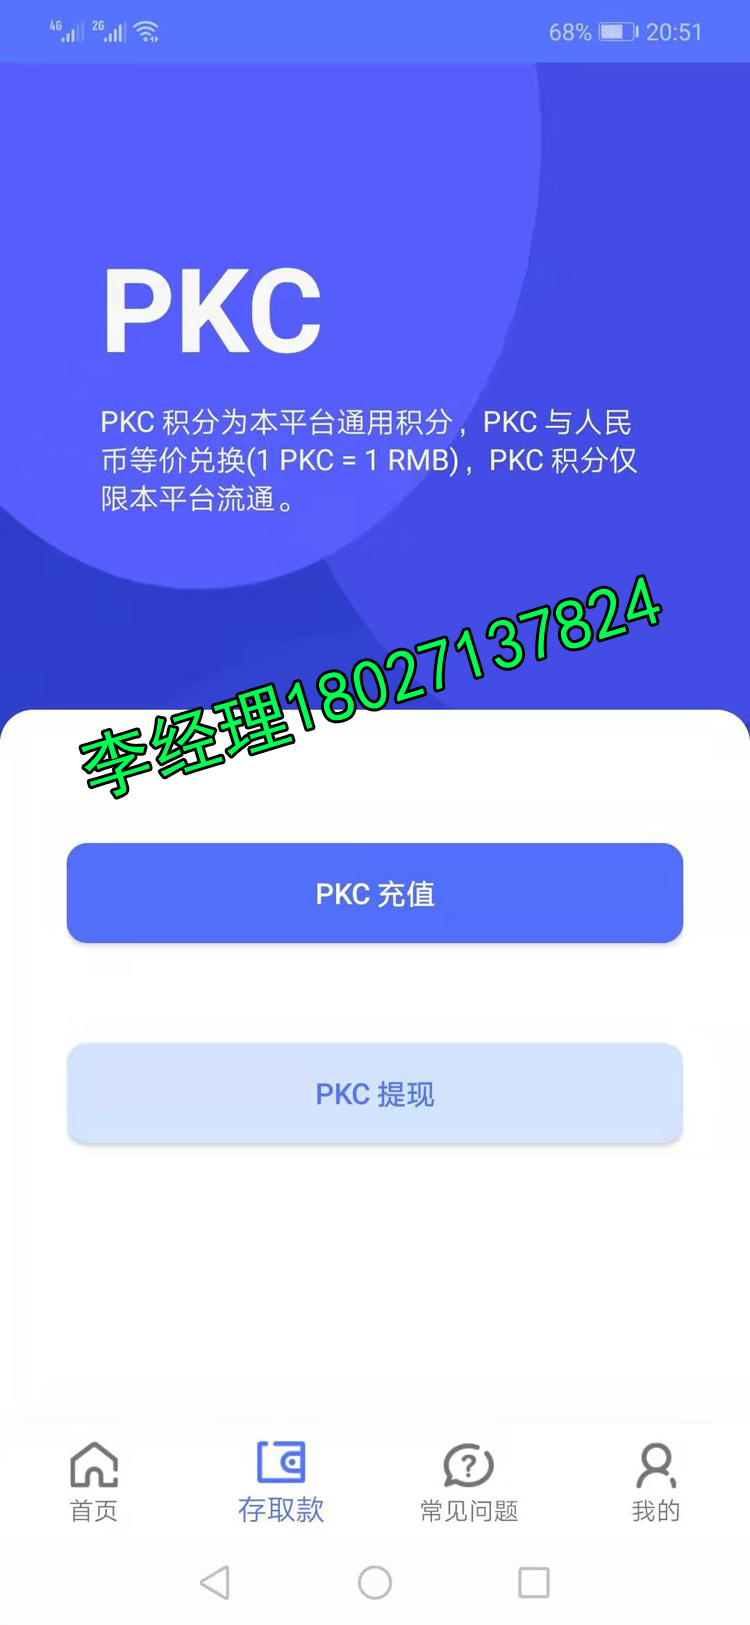 4G 2G 68% 20:51
PKC
PKC 积分为本平台通用积分，PKC 与人民
币等价兑换(1 PKC = 1 RMB)，PKC 积分仅
限本平台流通。
李经理18027137824
PKC 充值
PKC 提现
首页 存取款 常见问题 我的